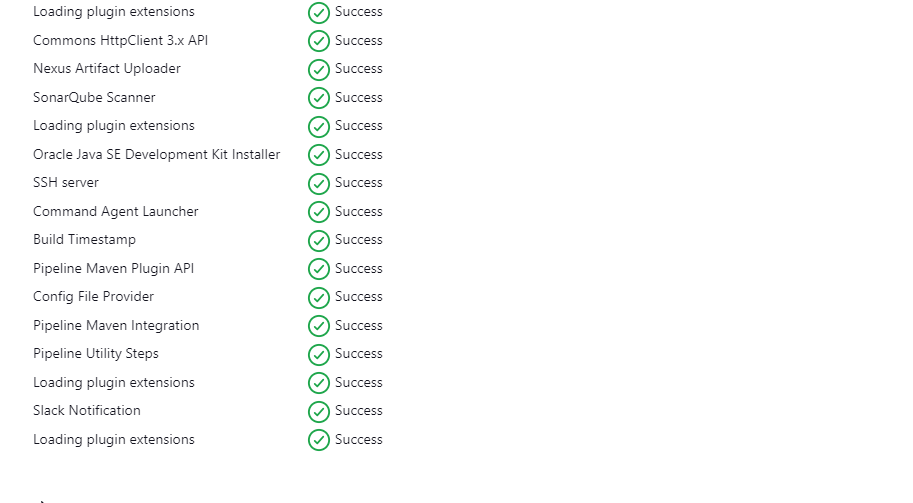 Loading plugin extensions Success
Commons HttpClient 3.x API Success
Nexus Artifact Uploader Success
SonarQube Scanner Success
Loading plugin extensions Success
Oracle Java SE Development Kit Installer Success
SSH server Success
Command Agent Launcher Success
Build Timestamp Success
Pipeline Maven Plugin API Success
Config File Provider Success
Pipeline Maven Integration Success
Pipeline Utility Steps Success
Loading plugin extensions Success
Slack Notification Success
Loading plugin extensions Success